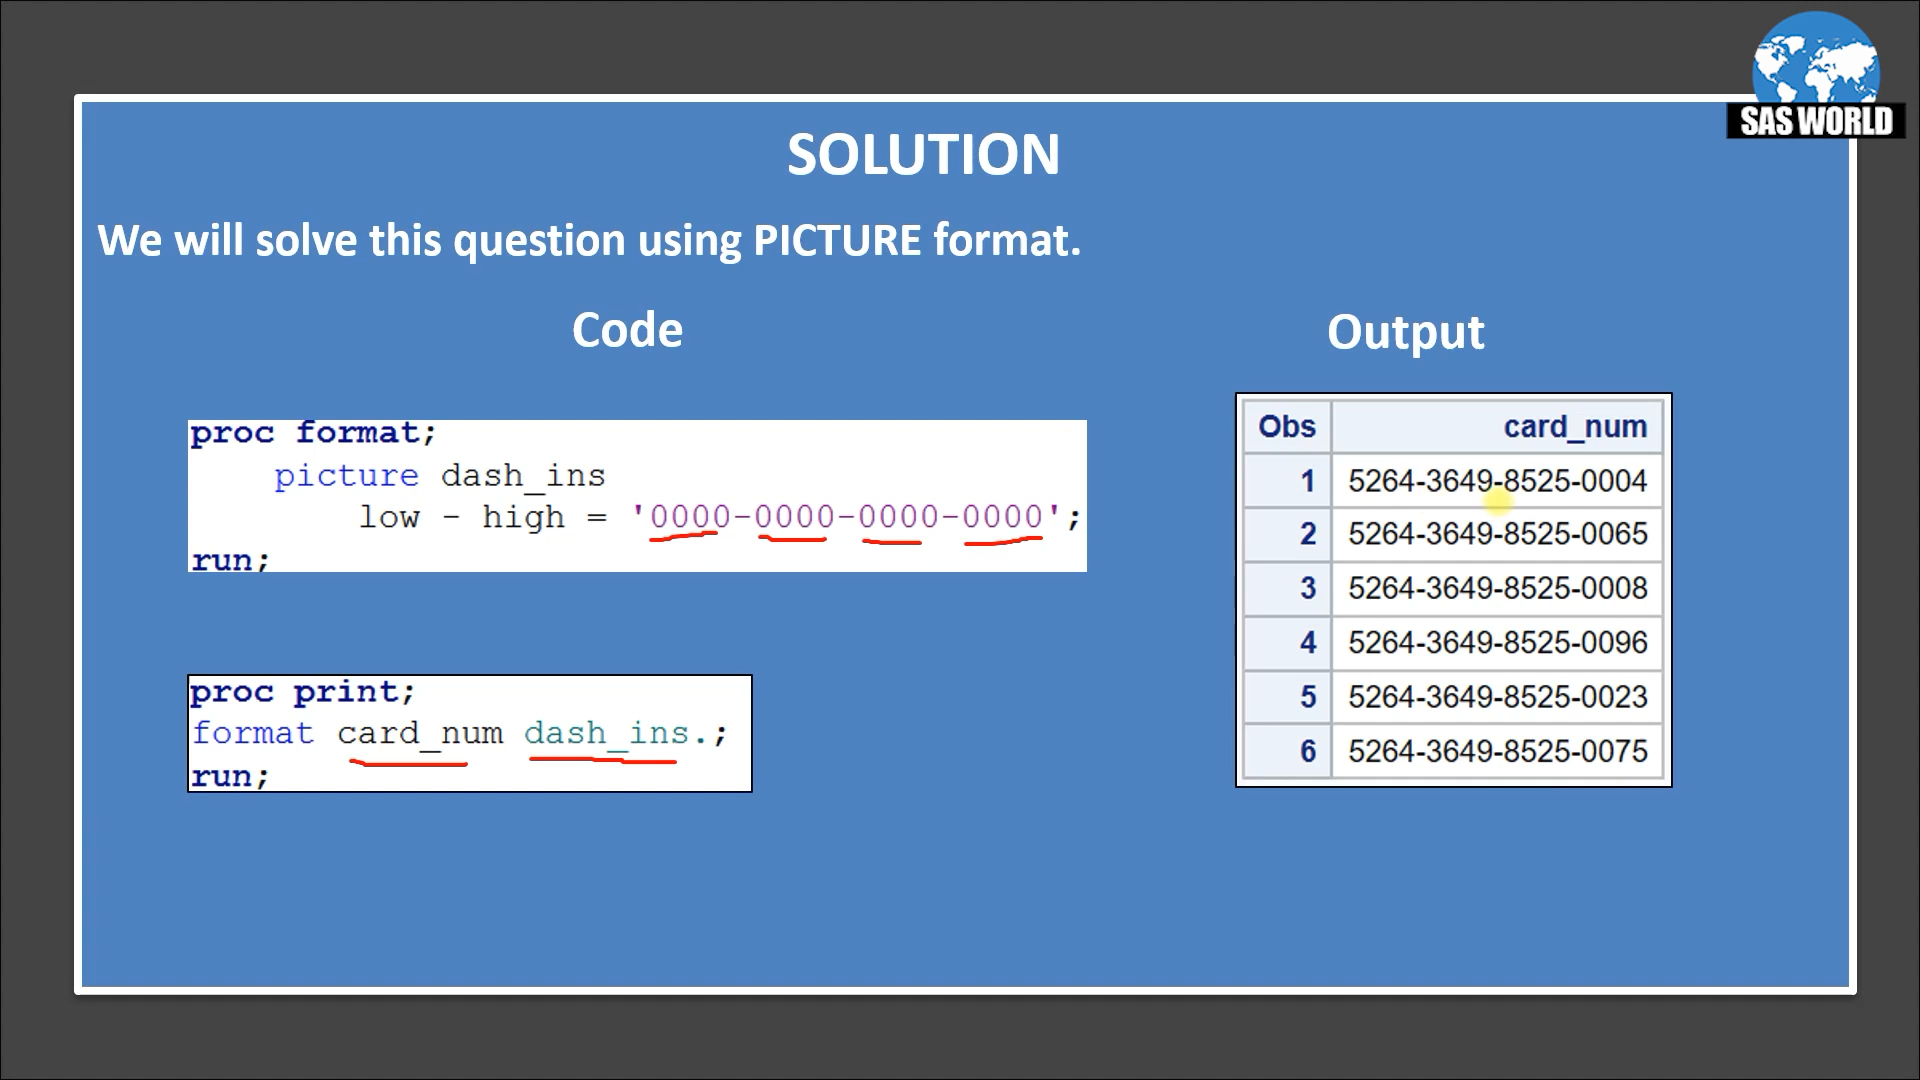 SAS WORLD
SOLUTION
We will solve this question using PICTURE format.
Code
proc format;
picture dash_ins
low - high = '0000-0000-0000-0000';
run;
proc print;
format card_num dash_ins.;
run;
Output
Obs card_num
1 5264-3649-8525-0004
2 5264-3649-8525-0065
3 5264-3649-8525-0008
4 5264-3649-8525-0096
5 5264-3649-8525-0023
6 5264-3649-8525-0075